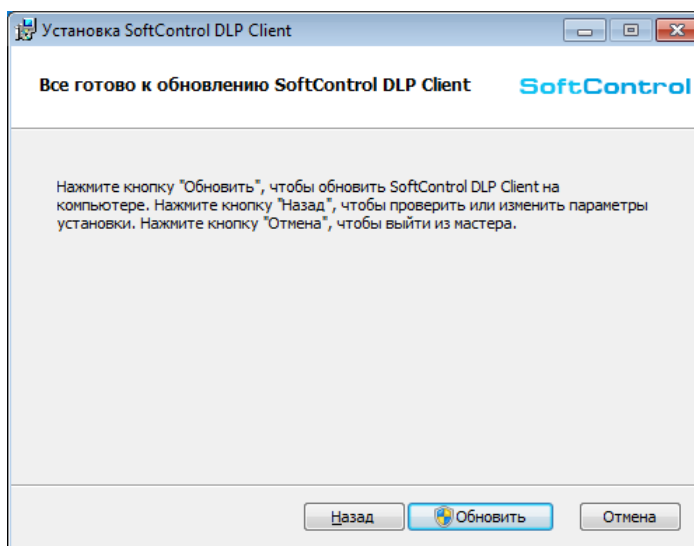 Установка SoftControl DLP Client
Все готово к обновлению SoftControl DLP Client
SoftControl
Нажмите кнопку "Обновить", чтобы обновить SoftControl DLP Client на
компьютере. Нажмите кнопку "Назад", чтобы проверить или изменить параметры
установки. Нажмите кнопку "Отмена", чтобы выйти из мастера.
Назад
Обновить
Отмена